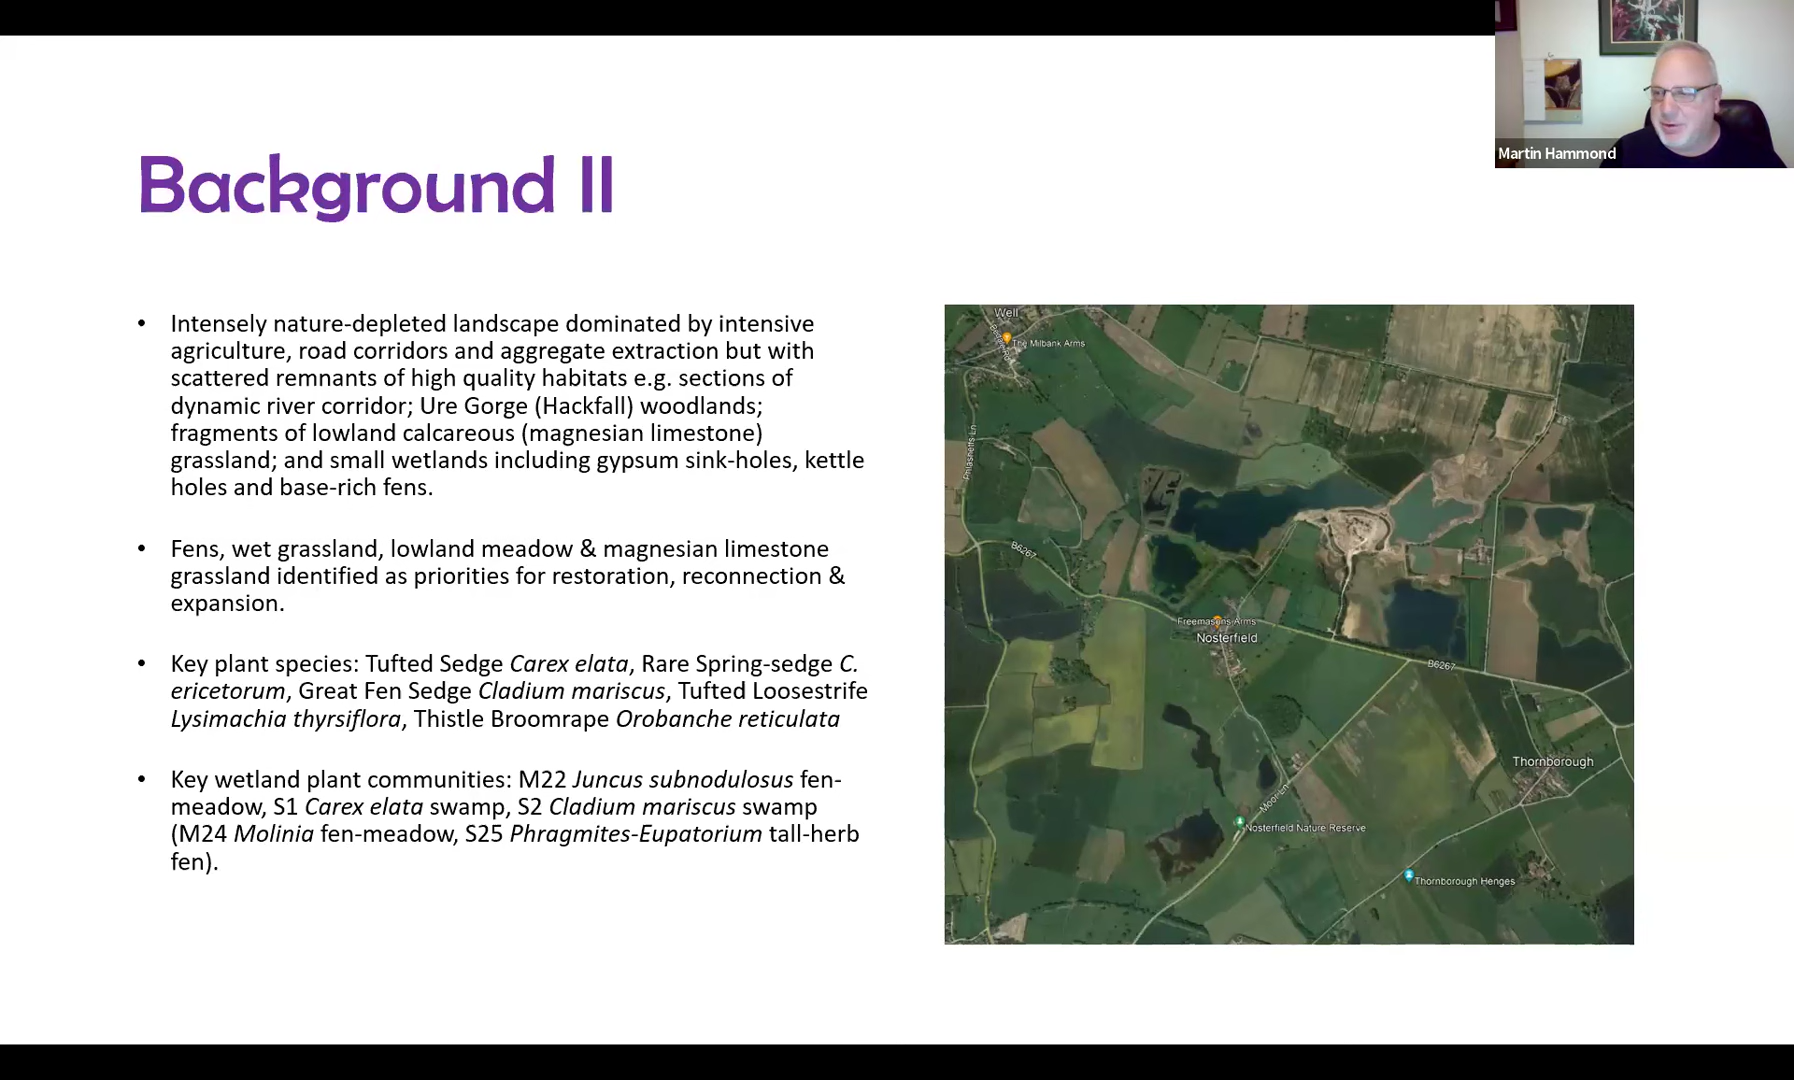 Martin Hammond
Background II
• Intensely nature-depleted landscape dominated by intensive
agriculture, road corridors and aggregate extraction but with
scattered remnants of high quality habitats e.g. sections of
dynamic river corridor; Ure Gorge (Hackfall) woodlands;
fragments of lowland calcareous (magnesian limestone)
grassland; and small wetlands including gypsum sink-holes, kettle
holes and base-rich fens.
• Fens, wet grassland, lowland meadow & magnesian limestone
grassland identified as priorities for restoration, reconnection &
expansion.
• Key plant species: Tufted Sedge Carex elata, Rare Spring-sedge C.
ericetorum, Great Fen Sedge Cladium mariscus, Tufted Loosestrife
Lysimachia thyrsiflora, Thistle Broomrape Orobanche reticulata
• Key wetland plant communities: M22 Juncus subnodulosus fen-
meadow, S1 Carex elata swamp, S2 Cladium mariscus swamp
(M24 Molinia fen-meadow, S25 Phragmites-Eupatorium tall-herb
fen).
Well
The Milbank Arms
B6267
Freemasons Arms
Nosterfield
B6267
Thornborough
Moor Ln
Nosterfield Nature Reserve
Thornborough Henges